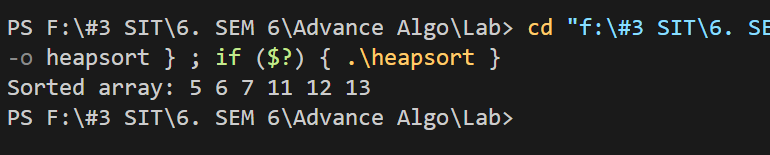 PS F:\#3 SIT\6. SEM 6\Advance Algo\Lab> cd "f:\#3 SIT\6. SE
-o heapsort } ; if ($?) { .\heapsort }
Sorted array: 5 6 7 11 12 13
PS F:\#3 SIT\6. SEM 6\Advance Algo\Lab>